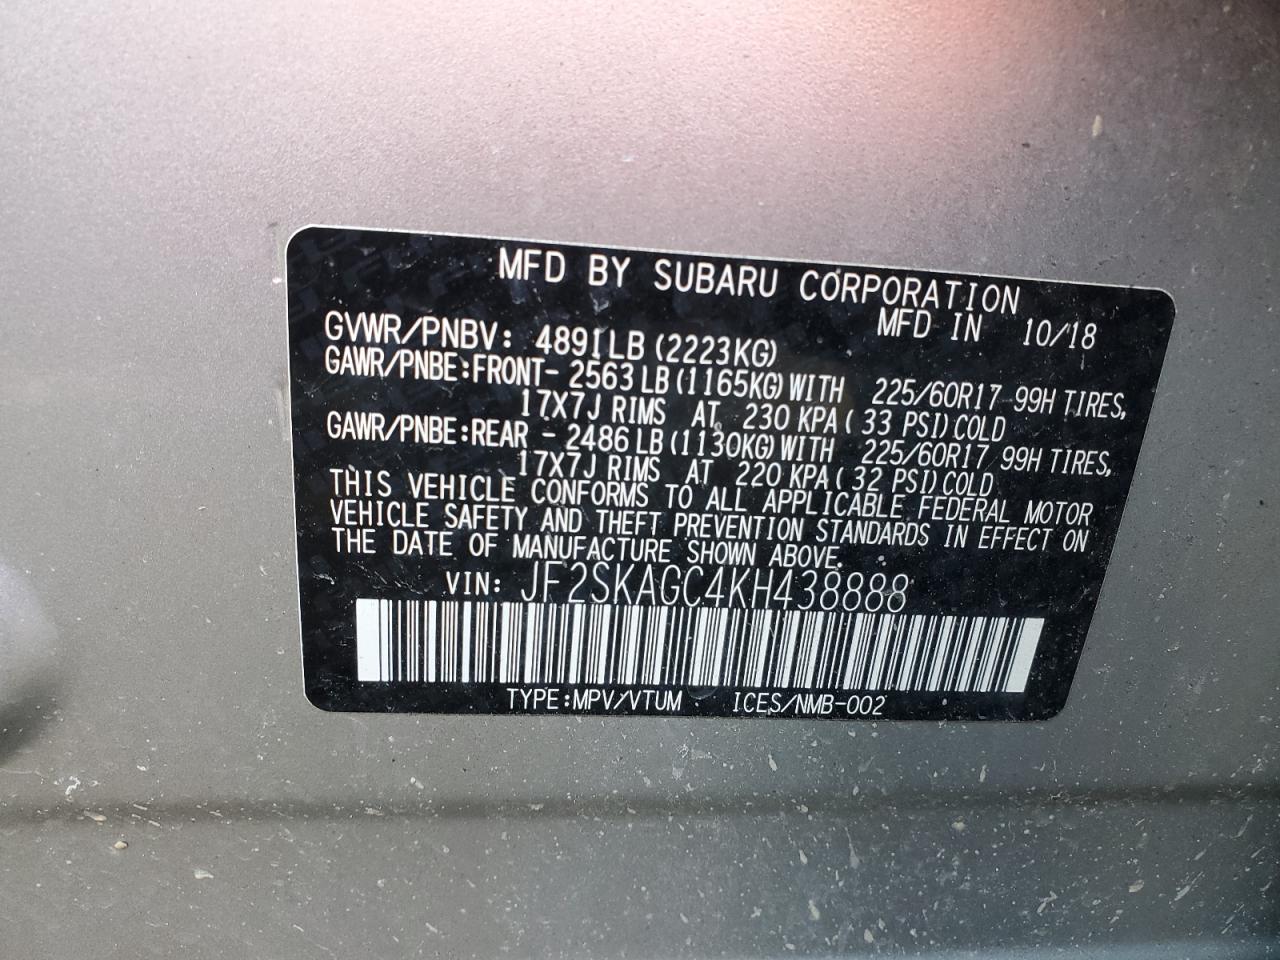 MFD BY SUBARU CORPORATION
MFD IN 10/18
GVWR/PNBV: 4891LB (2223KG)
GAWR/PNBE:FRONT- 2563 LB (1165KG) WITH 225/60R17 99H TIRES,
17X7J RIMS AT 230 KPA ( 33 PSI) COLD
GAWR/PNBE:REAR - 2486 LB (1130KG) WITH 225/60R17 99H TIRES,
17X7J RIMS AT 220 KPA ( 32 PSI) COLD
THIS VEHICLE CONFORMS TO ALL APPLICABLE FEDERAL MOTOR
VEHICLE SAFETY AND THEFT PREVENTION STANDARDS IN EFFECT ON
THE DATE OF MANUFACTURE SHOWN ABOVE.
VIN: JF2SKAGC4KH438888
TYPE:MPV/VTUM ICES/NMB-002